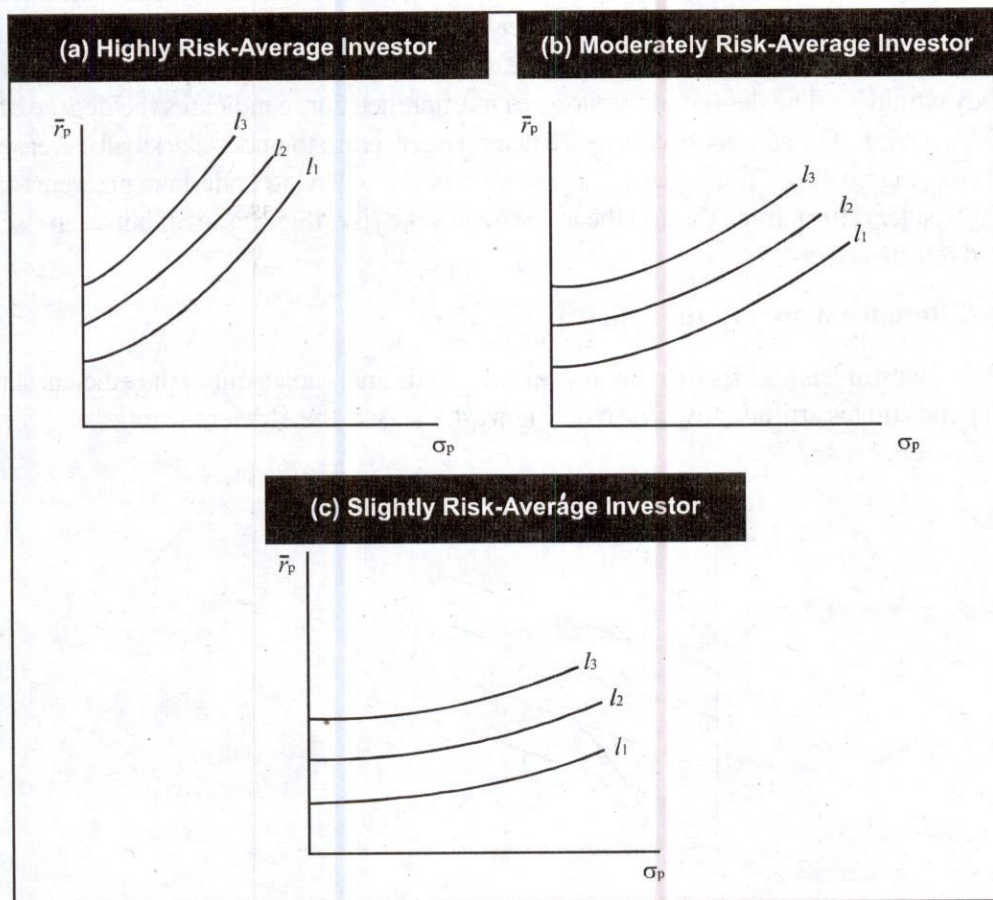 (a) Highly Risk-Average Investor
(b) Moderately Risk-Average Investor
r̄p
l3
l2
l1
σp
r̄p
l3
l2
l1
σp
(c) Slightly Risk-Averáge Investor
r̄p
l3
l2
l1
σp